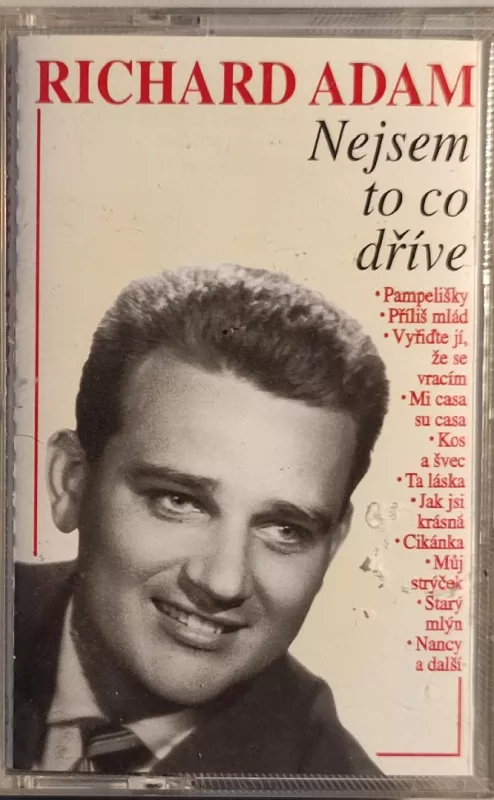 RICHARD ADAM
Nejsem
to co
dříve
•Pampelišky
•Příliš mlád
•Vyřiďte jí,
že se
vracím
•Mi casa
su casa
•Kos
a švec
•Ta láska
•Jak jsi
krásná
•Cikánka
•Můj
strýček
•Starý
mlýn
•Nancy
a další